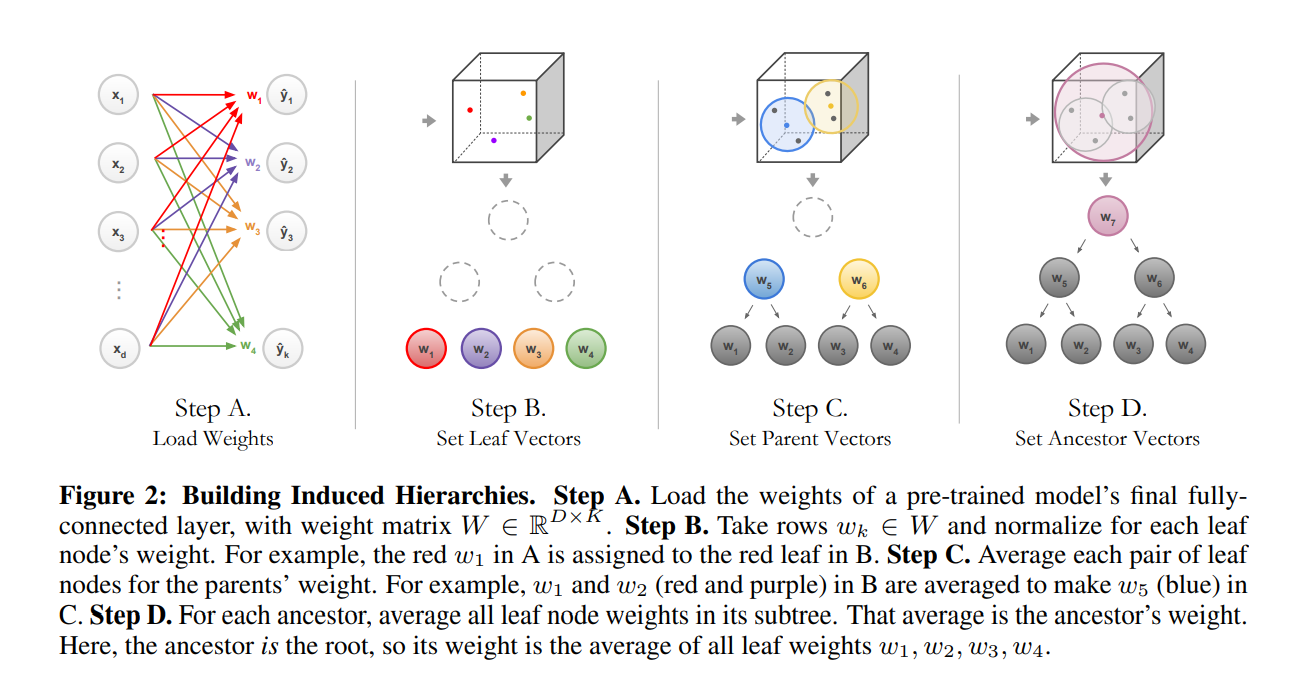 x₁
x₂
x₃
x_d
w₁
w₂
w₃
w₄
ŷ₁
ŷ₂
ŷ₃
ŷₖ
Step A.
Load Weights
w₁ w₂ w₃ w₄
Step B.
Set Leaf Vectors
w₅ w₆
w₁ w₂ w₃ w₄
Step C.
Set Parent Vectors
w₇
w₅ w₆
w₁ w₂ w₃ w₄
Step D.
Set Ancestor Vectors
Figure 2: Building Induced Hierarchies. Step A. Load the weights of a pre-trained model’s final fully-
connected layer, with weight matrix W ∈ ℝ^{D×K}. Step B. Take rows wₖ ∈ W and normalize for each leaf
node’s weight. For example, the red w₁ in A is assigned to the red leaf in B. Step C. Average each pair of leaf
nodes for the parents’ weight. For example, w₁ and w₂ (red and purple) in B are averaged to make w₅ (blue) in
C. Step D. For each ancestor, average all leaf node weights in its subtree. That average is the ancestor’s weight.
Here, the ancestor is the root, so its weight is the average of all leaf weights w₁, w₂, w₃, w₄.